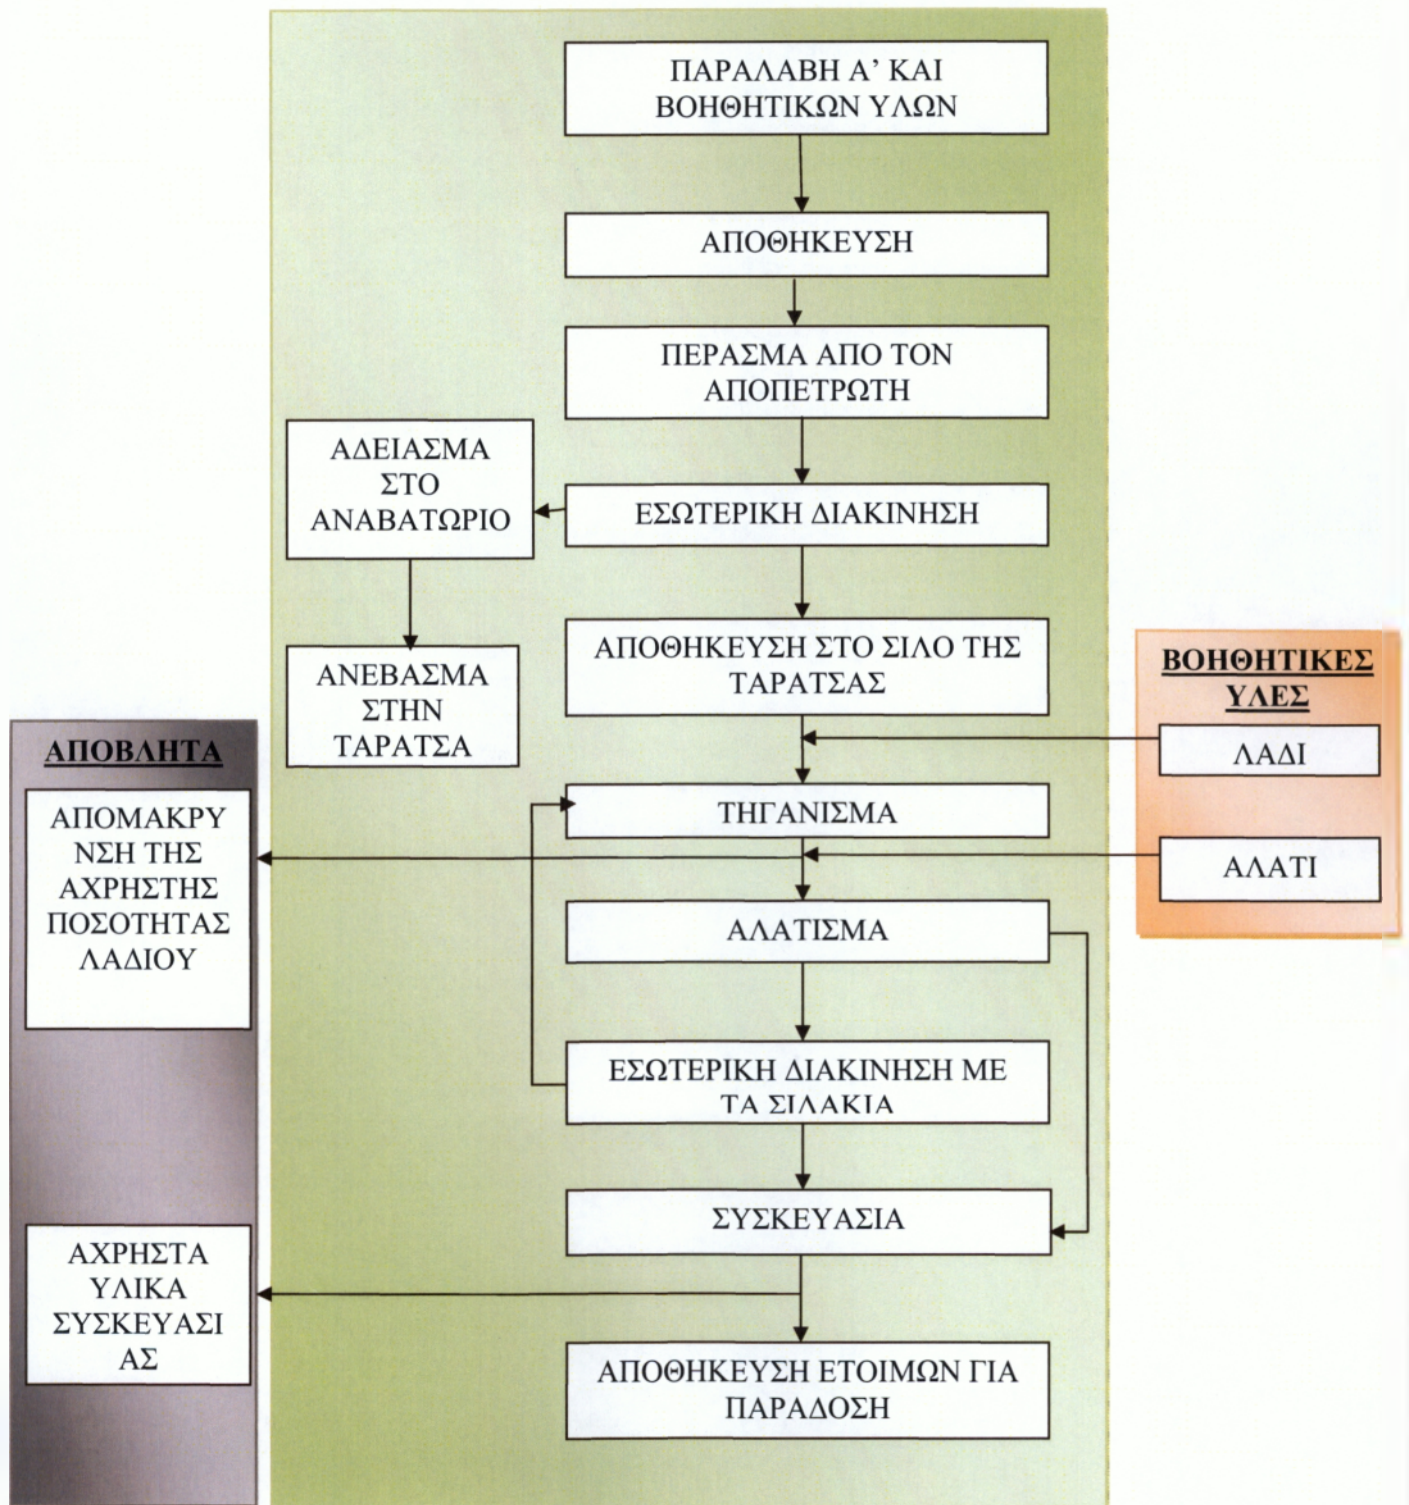 ΠΑΡΑΛΑΒΗ Α’ ΚΑΙ
ΒΟΗΘΗΤΙΚΩΝ ΥΛΩΝ
ΑΠΟΘΗΚΕΥΣΗ
ΠΕΡΑΣΜΑ ΑΠΟ ΤΟΝ
ΑΠΟΠΕΤΡΩΤΗ
ΕΣΩΤΕΡΙΚΗ ΔΙΑΚΙΝΗΣΗ
ΑΔΕΙΑΣΜΑ
ΣΤΟ
ΑΝΑΒΑΤΩΡΙΟ
ΑΝΕΒΑΣΜΑ
ΣΤΗΝ
ΤΑΡΑΤΣΑ
ΑΠΟΘΗΚΕΥΣΗ ΣΤΟ ΣΙΛΟ ΤΗΣ
ΤΑΡΑΤΣΑΣ
ΒΟΗΘΗΤΙΚΕΣ
ΥΛΕΣ
ΛΑΔΙ
ΑΛΑΤΙ
ΤΗΓΑΝΙΣΜΑ
ΑΠΟΒΛΗΤΑ
ΑΠΟΜΑΚΡΥ
ΝΣΗ ΤΗΣ
ΑΧΡΗΣΤΗΣ
ΠΟΣΟΤΗΤΑΣ
ΛΑΔΙΟΥ
ΑΛΑΤΙΣΜΑ
ΕΣΩΤΕΡΙΚΗ ΔΙΑΚΙΝΗΣΗ ΜΕ
ΤΑ ΣΙΛΑΚΙΑ
ΣΥΣΚΕΥΑΣΙΑ
ΑΧΡΗΣΤΑ
ΥΛΙΚΑ
ΣΥΣΚΕΥΑΣΙ
ΑΣ
ΑΠΟΘΗΚΕΥΣΗ ΕΤΟΙΜΩΝ ΓΙΑ
ΠΑΡΑΔΟΣΗ